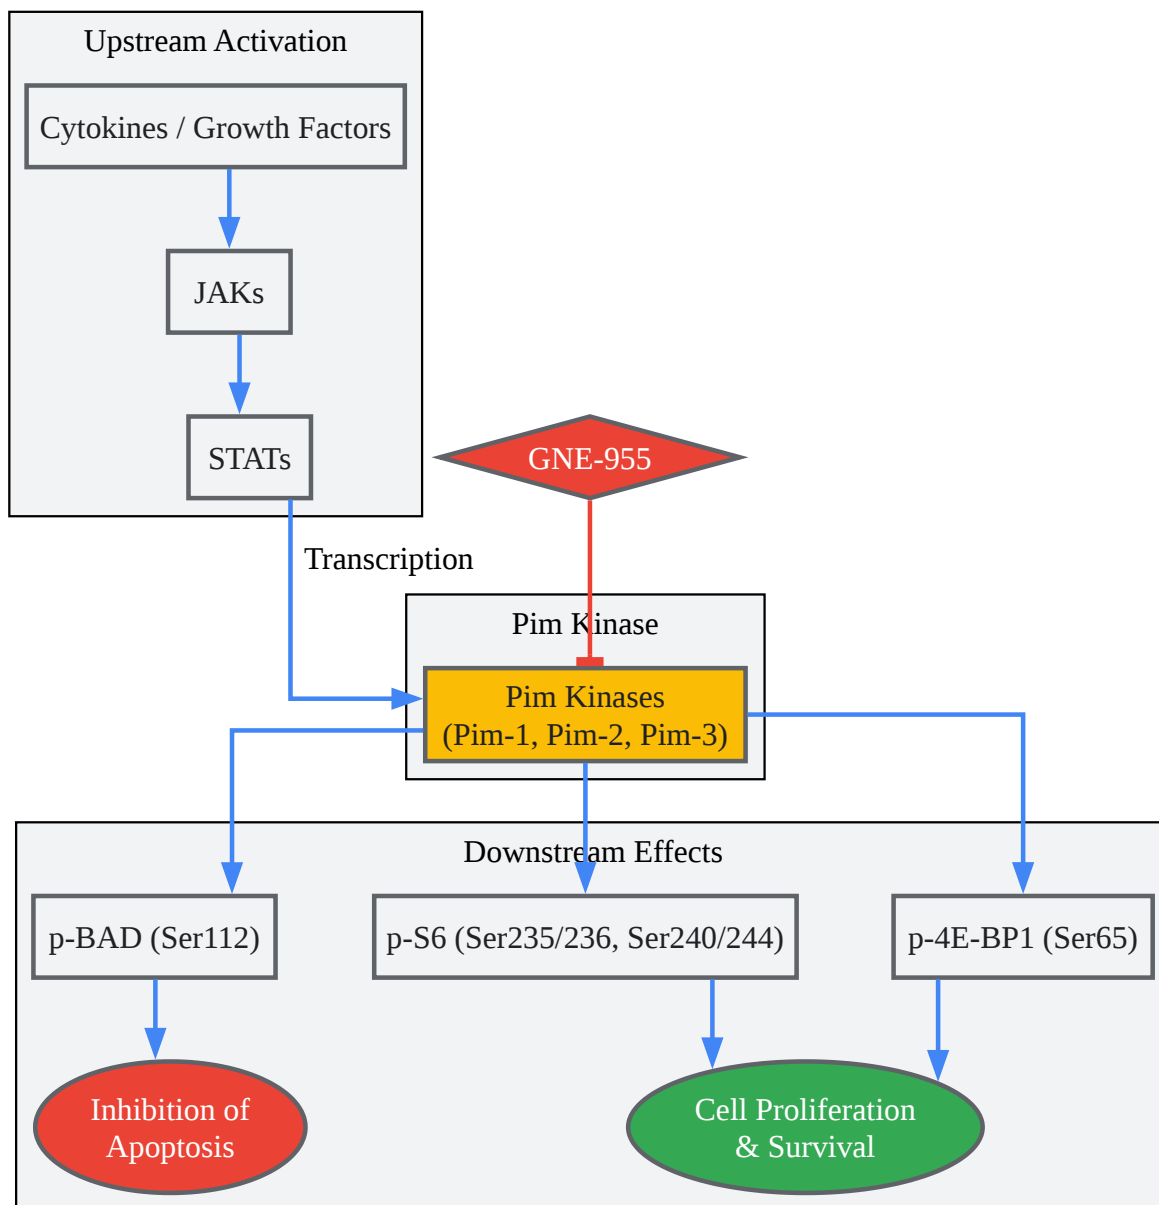 Upstream Activation
Cytokines / Growth Factors
JAKs
STATs
GNE-955
Transcription
Pim Kinase
Pim Kinases
(Pim-1, Pim-2, Pim-3)
Downstream Effects
p-BAD (Ser112)
p-S6 (Ser235/236, Ser240/244)
p-4E-BP1 (Ser65)
Inhibition of
Apoptosis
Cell Proliferation
& Survival